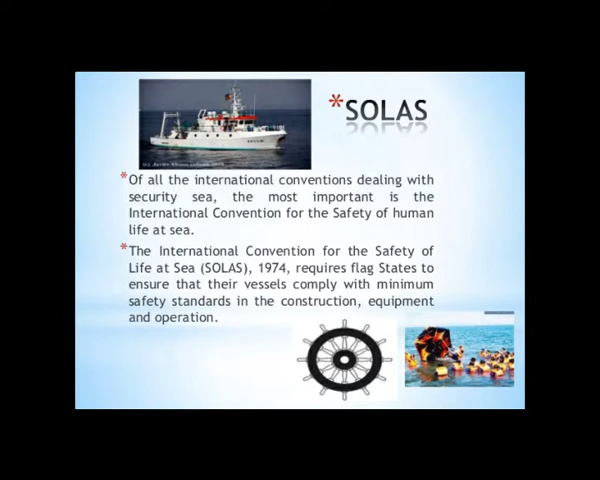 *SOLAS
*Of all the international conventions dealing with
security sea, the most important is the
International Convention for the Safety of human
life at sea.
*The International Convention for the Safety of
Life at Sea (SOLAS), 1974, requires flag States to
ensure that their vessels comply with minimum
safety standards in the construction, equipment
and operation.